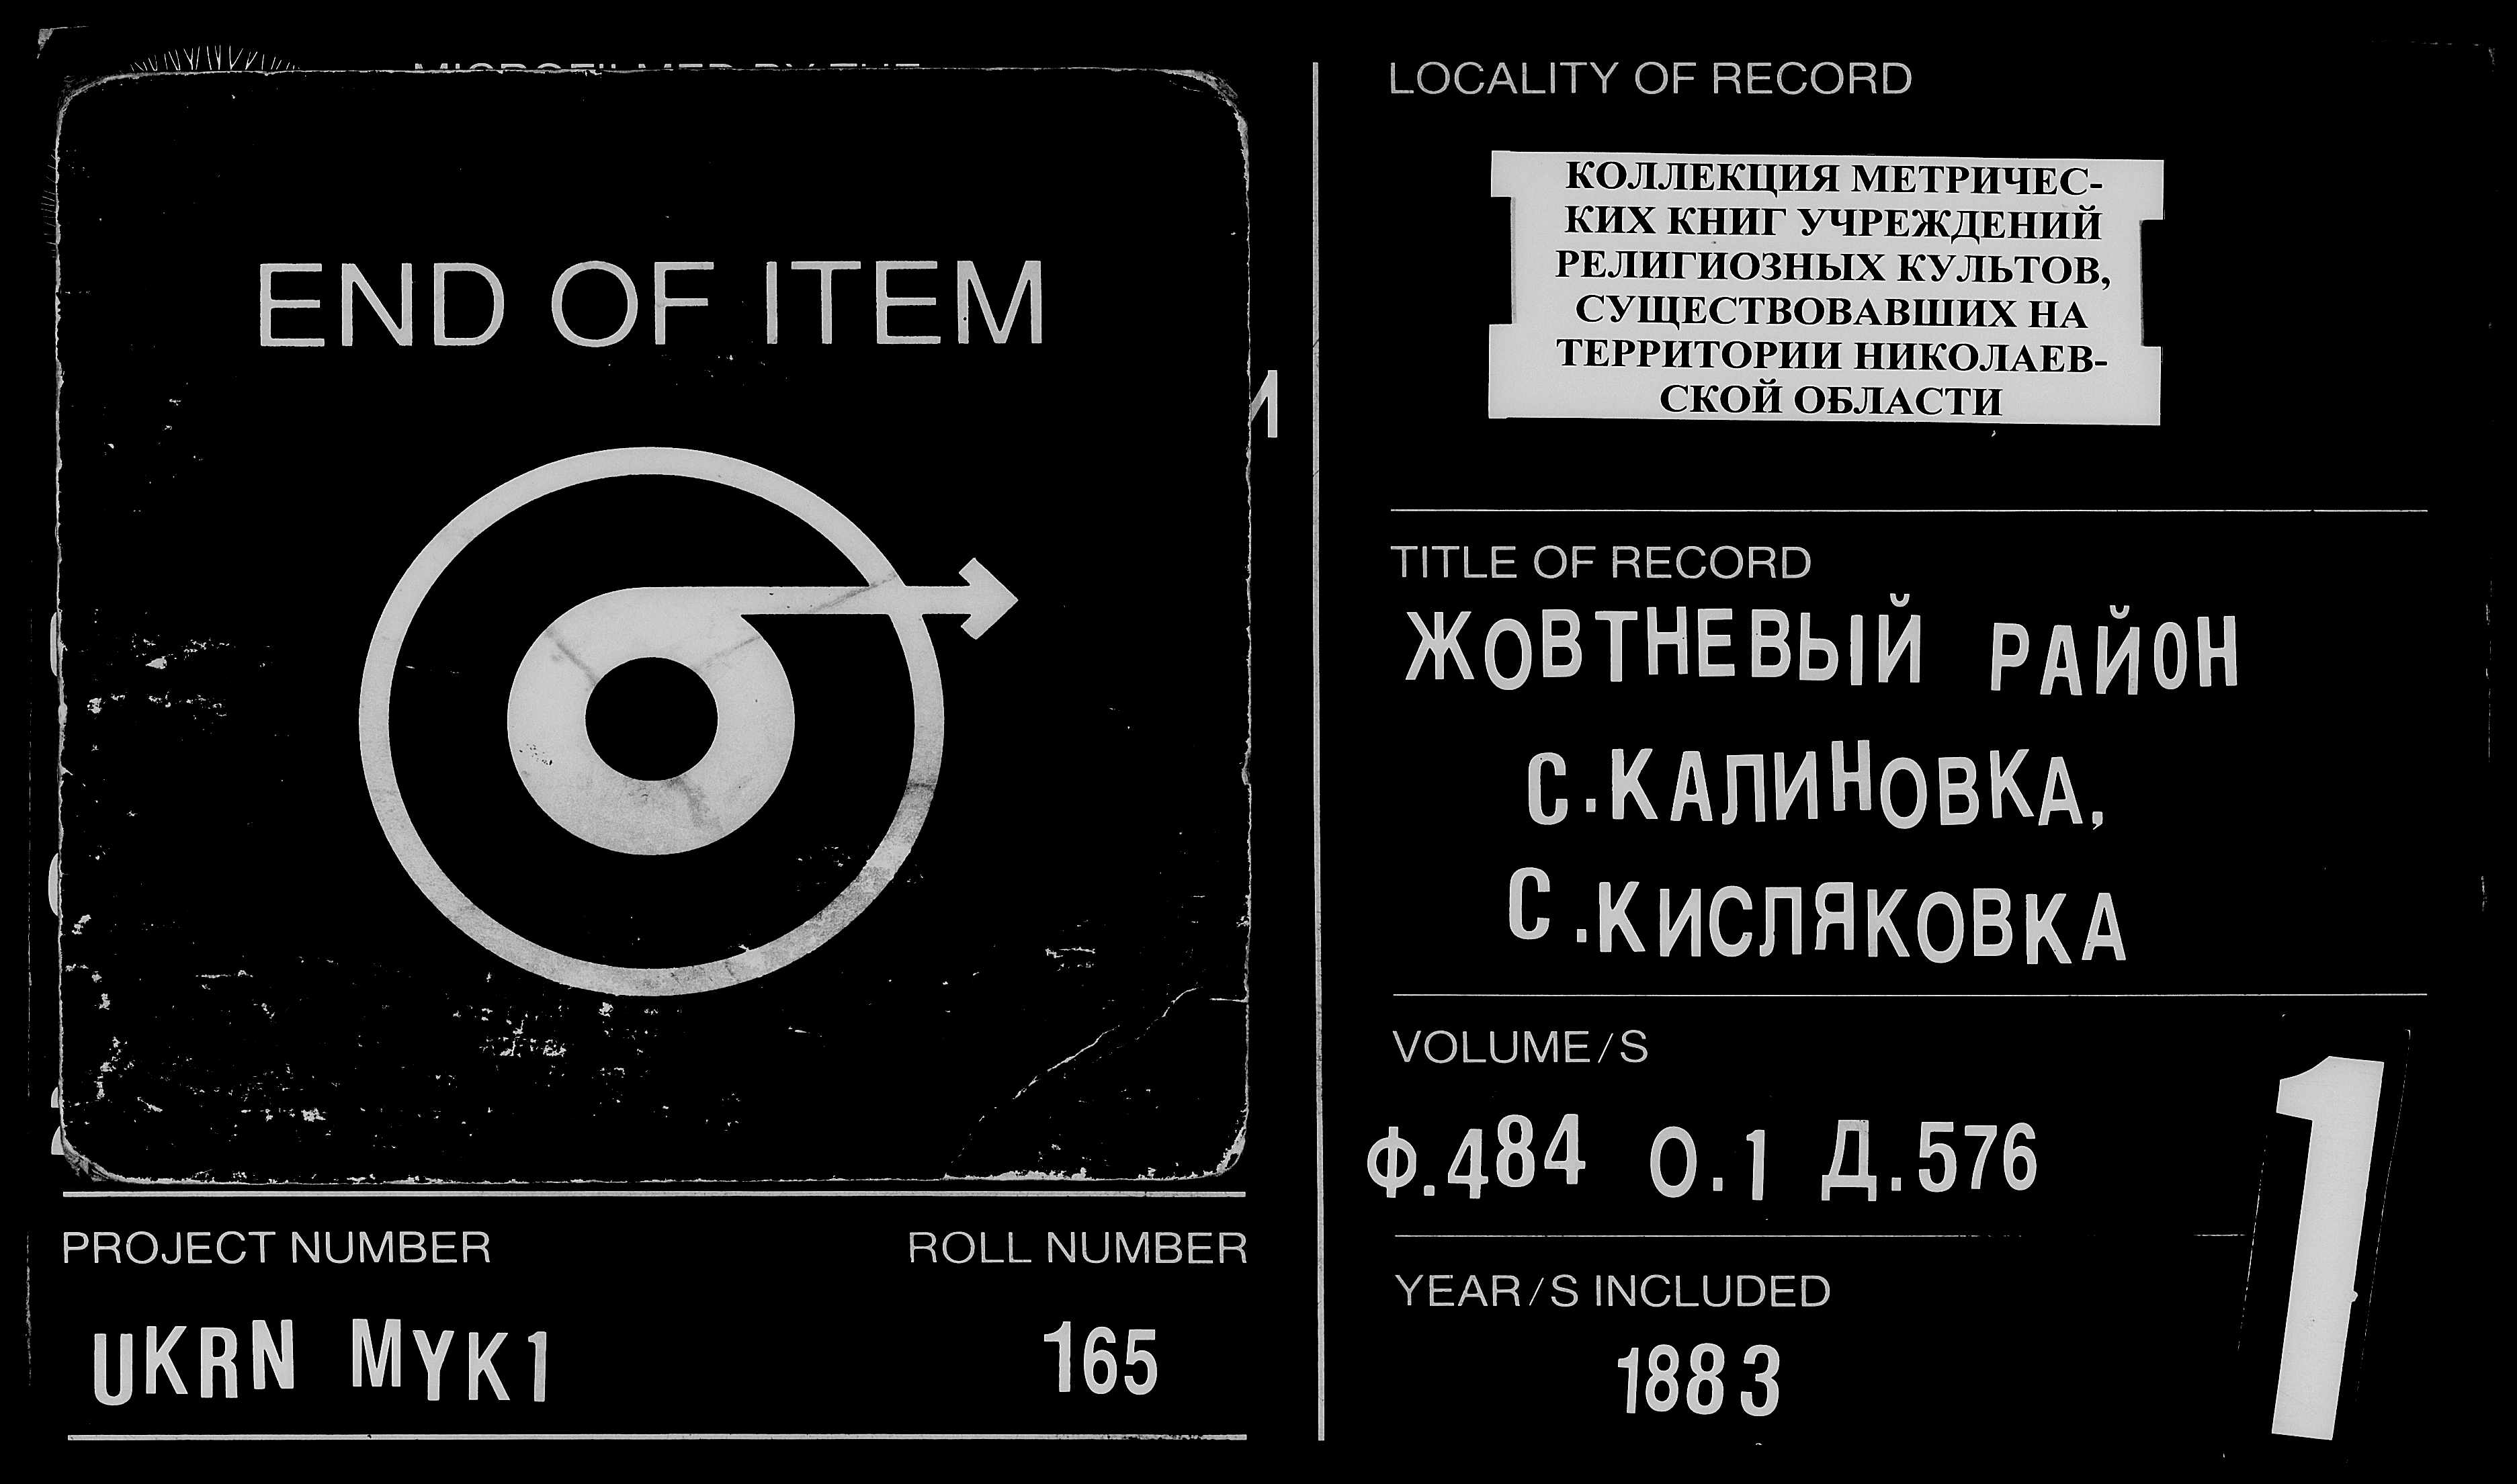 END OF ITEM
PROJECT NUMBER
ROLL NUMBER
UKRN MYK1
165
LOCALITY OF RECORD
КОЛЛЕКЦИЯ МЕТРИЧЕС-
КИХ КНИГ УЧРЕЖДЕНИЙ
РЕЛИГИОЗНЫХ КУЛЬТОВ,
СУЩЕСТВОВАВШИХ НА
ТЕРРИТОРИИ НИКОЛАЕВ-
СКОЙ ОБЛАСТИ
TITLE OF RECORD
ЖОВТНЕВЫЙ РАЙОН
С.КАЛИНОВКА,
С.КИСЛЯКОВКА
VOLUME/S
Ф.484 О.1 Д.576
YEAR/S INCLUDED
1883
1